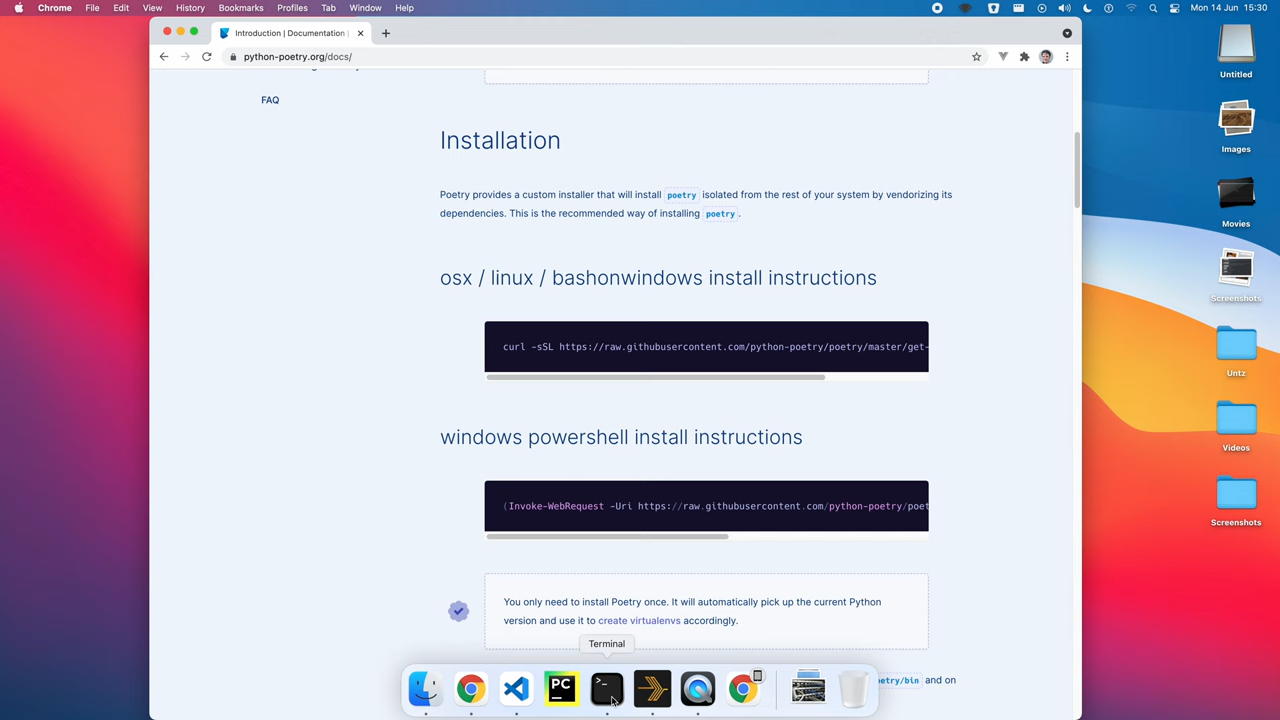 Chrome File Edit View History Bookmarks Profiles Tab Window Help Mon 14 Jun 15:30
Introduction | Documentation |
python-poetry.org/docs/
FAQ
Installation
Poetry provides a custom installer that will install poetry isolated from the rest of your system by vendorizing its
dependencies. This is the recommended way of installing poetry.
osx / linux / bashonwindows install instructions
curl -sSL https://raw.githubusercontent.com/python-poetry/poetry/master/get-
windows powershell install instructions
(Invoke-WebRequest -Uri https://raw.githubusercontent.com/python-poetry/poet
You only need to install Poetry once. It will automatically pick up the current Python
version and use it to create virtualenvs accordingly.
Terminal
etry/bin and on
PC
>_
Untitled
Images
Movies
Screenshots
Untz
Videos
Screenshots